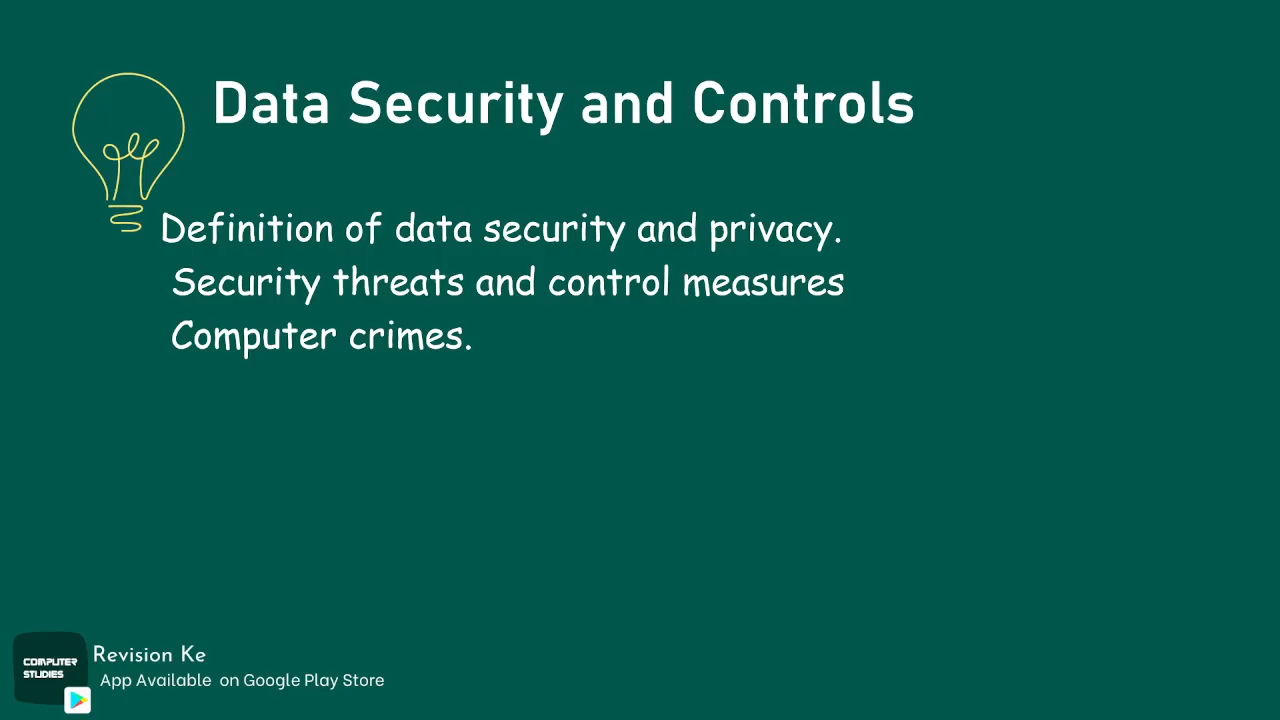 Data Security and Controls
Definition of data security and privacy.
Security threats and control measures
Computer crimes.
COMPUTER
STUDIES
Revision Ke
App Available on Google Play Store